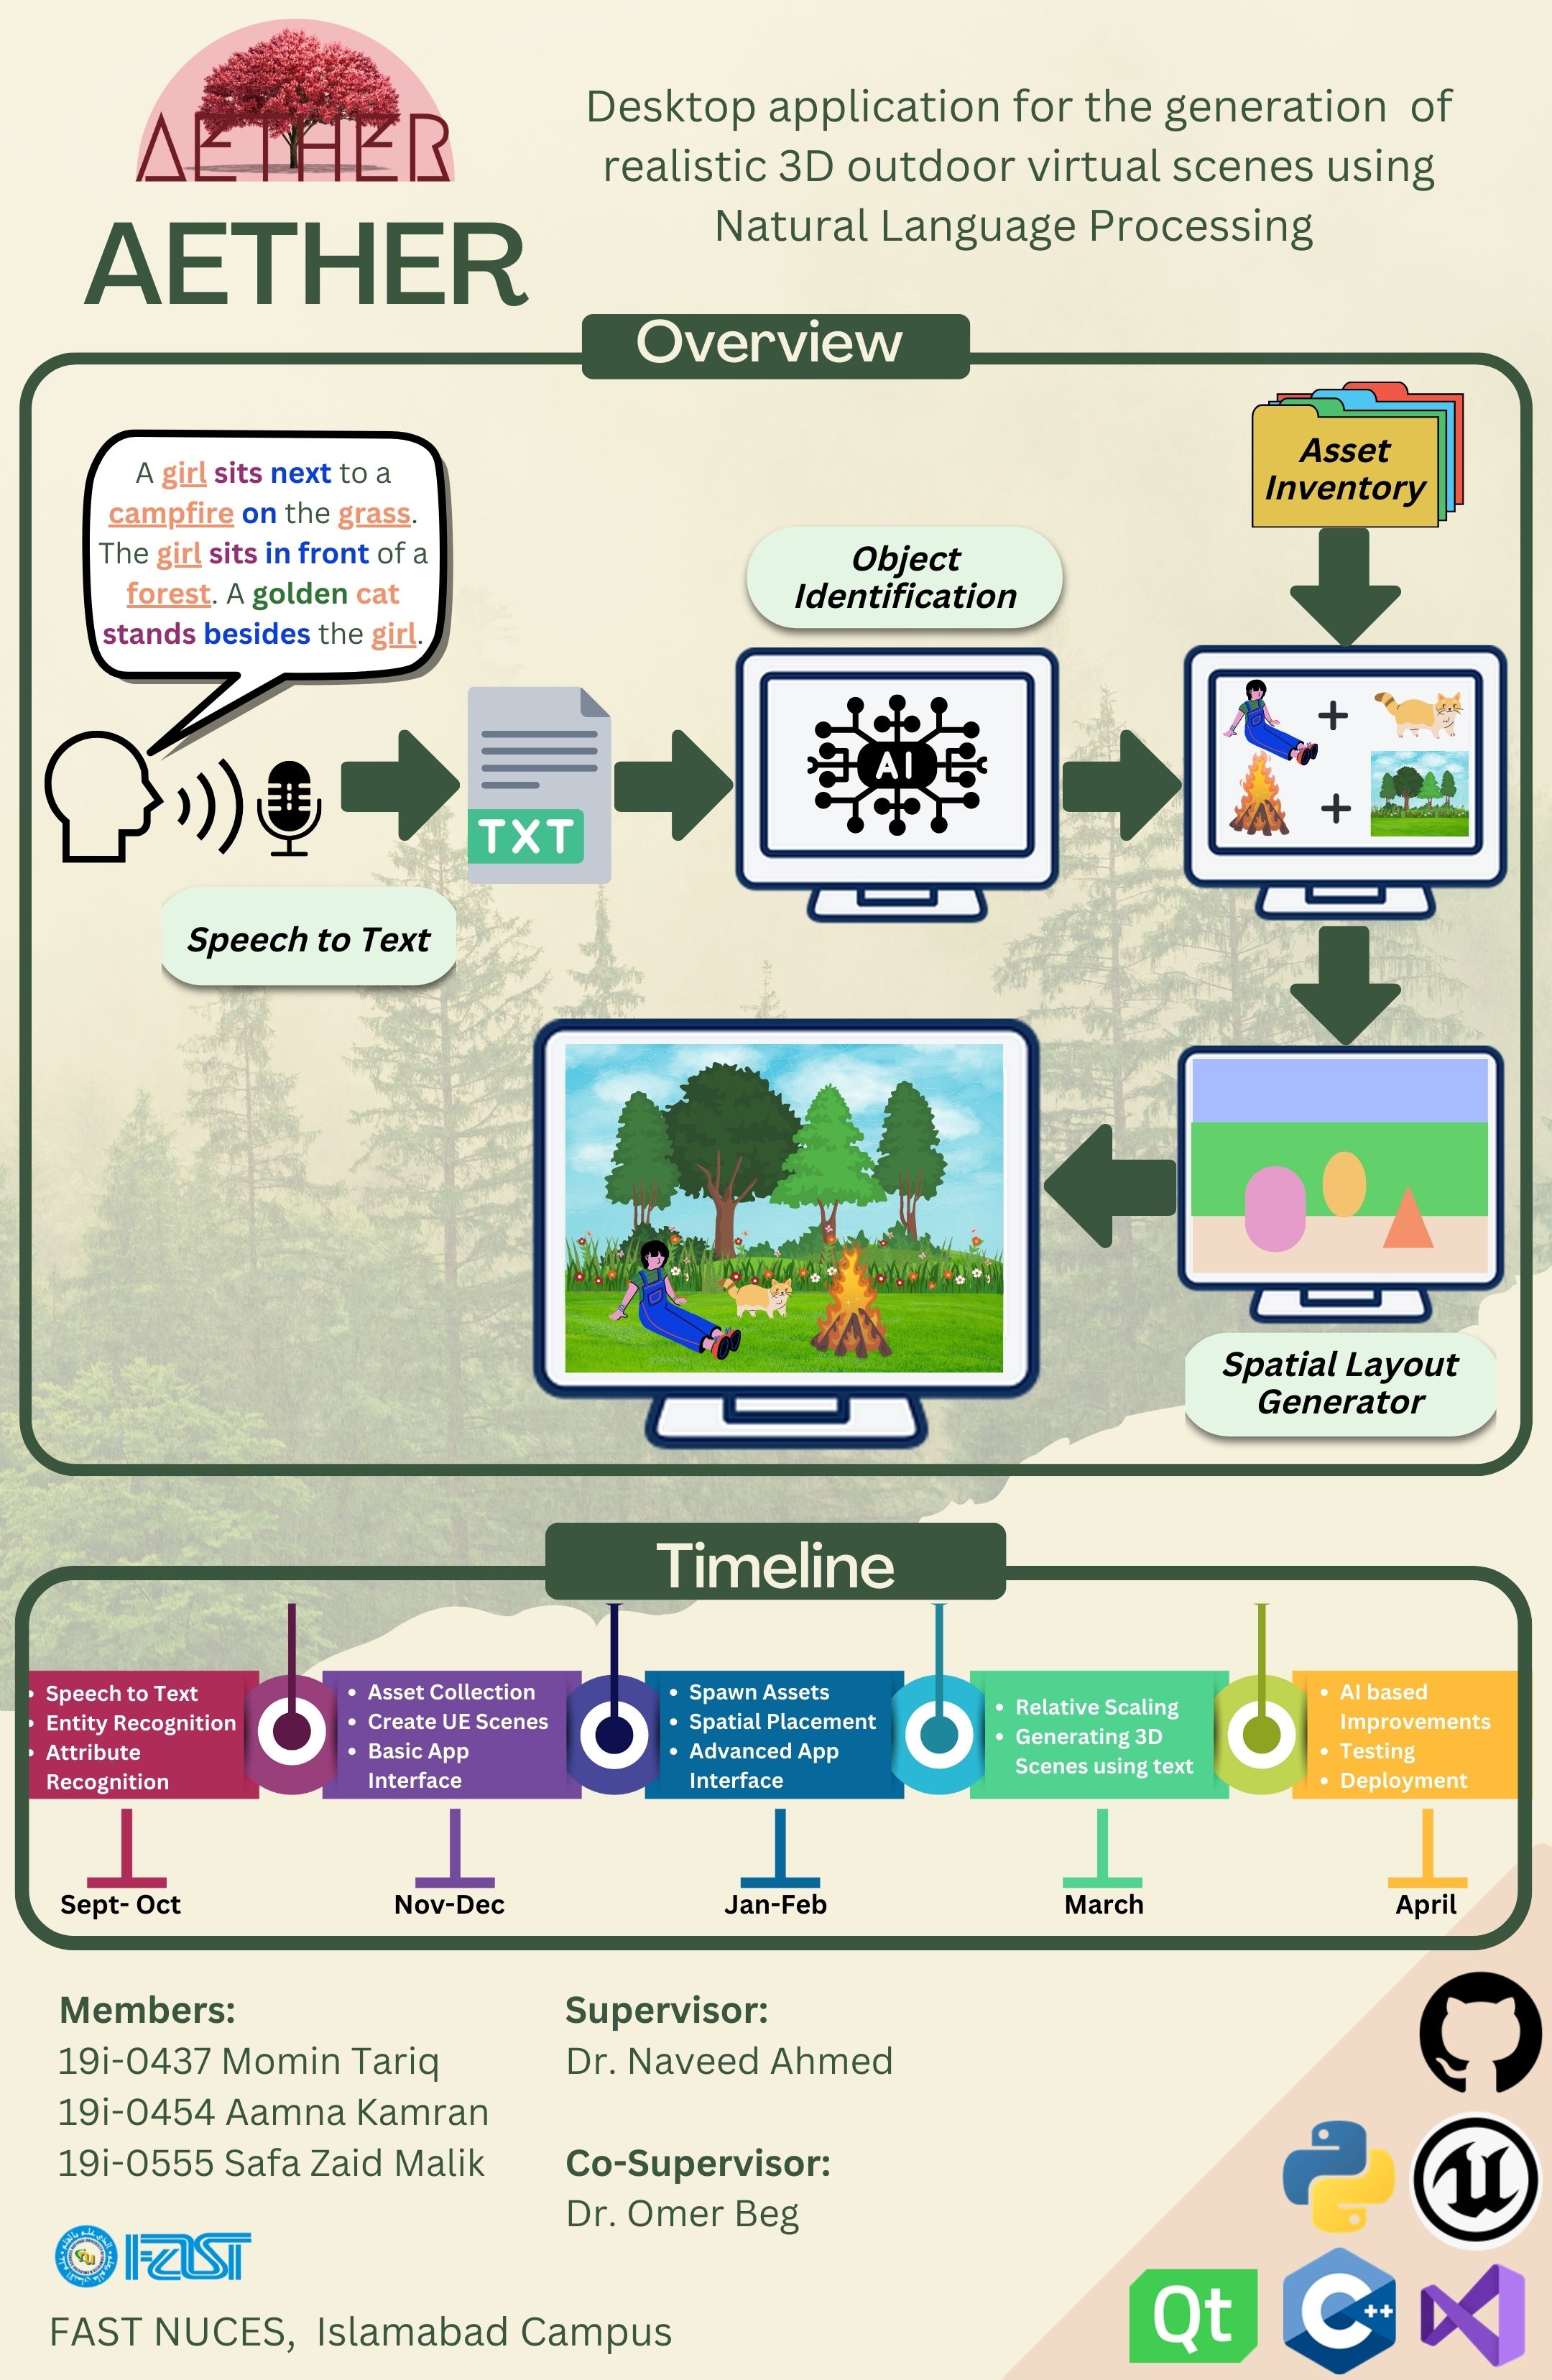 AETHER
AETHER
Desktop application for the generation of
realistic 3D outdoor virtual scenes using
Natural Language Processing
Overview
A girl sits next to a
campfire on the grass.
The girl sits in front of a
forest. A golden cat
stands besides the girl.
Asset
Inventory
Object
Identification
AI
TXT
Speech to Text
Spatial Layout
Generator
Timeline
• Speech to Text
• Entity Recognition
• Attribute
Recognition
• Asset Collection
• Create UE Scenes
• Basic App
Interface
• Spawn Assets
• Spatial Placement
• Advanced App
Interface
• Relative Scaling
• Generating 3D
Scenes using text
• AI based
Improvements
• Testing
• Deployment
Sept- Oct
Nov-Dec
Jan-Feb
March
April
Members:
19i-0437 Momin Tariq
19i-0454 Aamna Kamran
19i-0555 Safa Zaid Malik
Supervisor:
Dr. Naveed Ahmed
Co-Supervisor:
Dr. Omer Beg
FAST
FAST NUCES, Islamabad Campus
Qt
C++